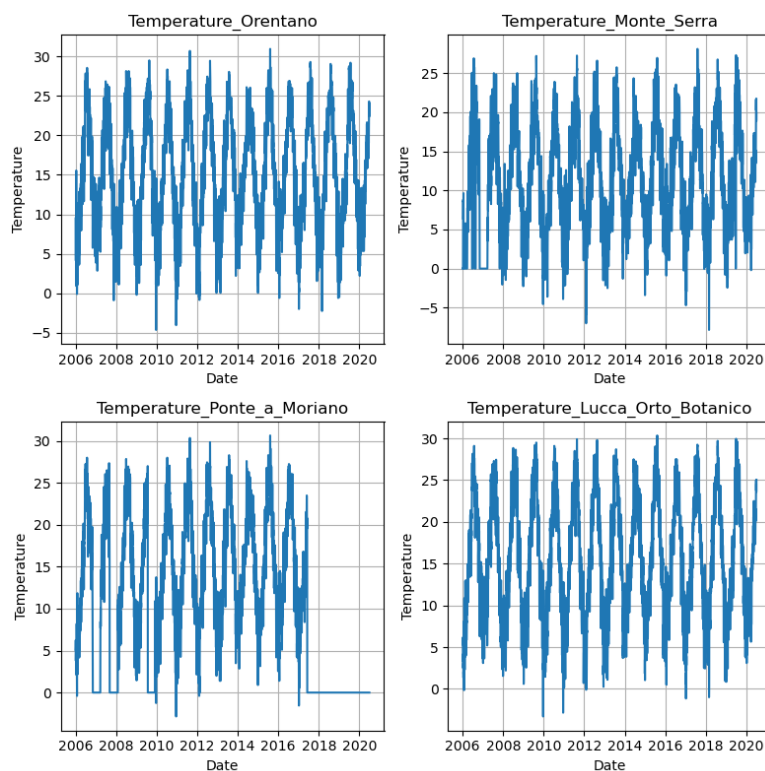 Temperature_Orentano
Temperature
30
25
20
15
10
5
0
−5
2006 2008 2010 2012 2014 2016 2018 2020
Date
Temperature_Monte_Serra
Temperature
25
20
15
10
5
0
−5
2006 2008 2010 2012 2014 2016 2018 2020
Date
Temperature_Ponte_a_Moriano
Temperature
30
25
20
15
10
5
0
2006 2008 2010 2012 2014 2016 2018 2020
Date
Temperature_Lucca_Orto_Botanico
Temperature
30
25
20
15
10
5
0
2006 2008 2010 2012 2014 2016 2018 2020
Date